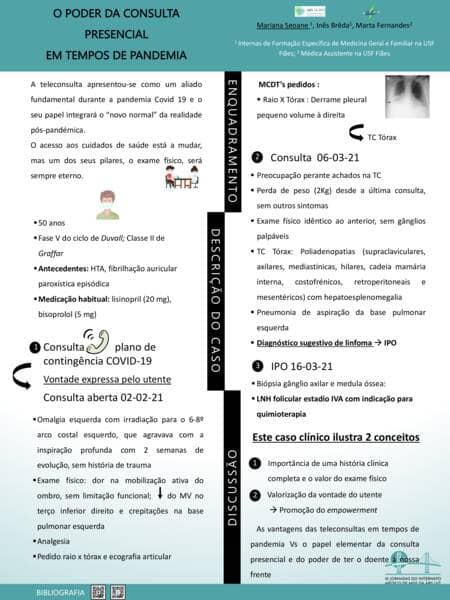 O PODER DA CONSULTA
PRESENCIAL
EM TEMPOS DE PANDEMIA
Mariana Seoane ¹, Inês Brêda¹, Marta Fernandes²
¹ Internas de Formação Específica de Medicina Geral e Familiar na USF
Fiães; ² Médica Assistente na USF Fiães
ENQUADRAMENTO
A teleconsulta apresentou-se como um aliado
fundamental durante a pandemia Covid 19 e o
seu papel integrará o “novo normal” da realidade
pós-pandémica.
O acesso aos cuidados de saúde está a mudar,
mas um dos seus pilares, o exame físico, será
sempre eterno.
DESCRIÇÃO DO CASO
▪ 50 anos
▪ Fase V do ciclo de Duvall; Classe II de
Graffar
▪ Antecedentes: HTA, fibrilhação auricular
paroxística episódica
▪ Medicação habitual: lisinopril (20 mg),
bisoprolol (5 mg)
1 Consulta plano de
contingência COVID-19
Vontade expressa pelo utente
Consulta aberta 02-02-21
▪ Omalgia esquerda com irradiação para o 6-8º
arco costal esquerdo, que agravava com a
inspiração profunda com 2 semanas de
evolução, sem história de trauma
▪ Exame físico: dor na mobilização ativa do
ombro, sem limitação funcional; do MV no
terço inferior direito e crepitações na base
pulmonar esquerda
▪ Analgesia
▪ Pedido raio x tórax e ecografia articular
MCDT’s pedidos :
▪ Raio X Tórax : Derrame pleural
pequeno volume à direita
TC Tórax
2 Consulta 06-03-21
▪ Preocupação perante achados na TC
▪ Perda de peso (2Kg) desde a última consulta,
sem outros sintomas
▪ Exame físico idêntico ao anterior, sem gânglios
palpáveis
▪ TC Tórax: Poliadenopatias (supraclaviculares,
axilares, mediastínicas, hilares, cadeia mamária
interna, costofrénicos, retroperitoneais e
mesentéricos) com hepatoesplenomegalia
▪ Pneumonia de aspiração da base pulmonar
esquerda
▪ Diagnóstico sugestivo de linfoma → IPO
3 IPO 16-03-21
▪ Biópsia gânglio axilar e medula óssea:
▪ LNH folicular estadio IVA com indicação para
quimioterapia
DISCUSSÃO
Este caso clínico ilustra 2 conceitos
1 Importância de uma história clínica
completa e o valor do exame físico
2 Valorização da vontade do utente
→ Promoção do empowerment
As vantagens das teleconsultas em tempos de
pandemia Vs o papel elementar da consulta
presencial e do poder de ter o doente à nossa
frente
BIBLIOGRAFIA